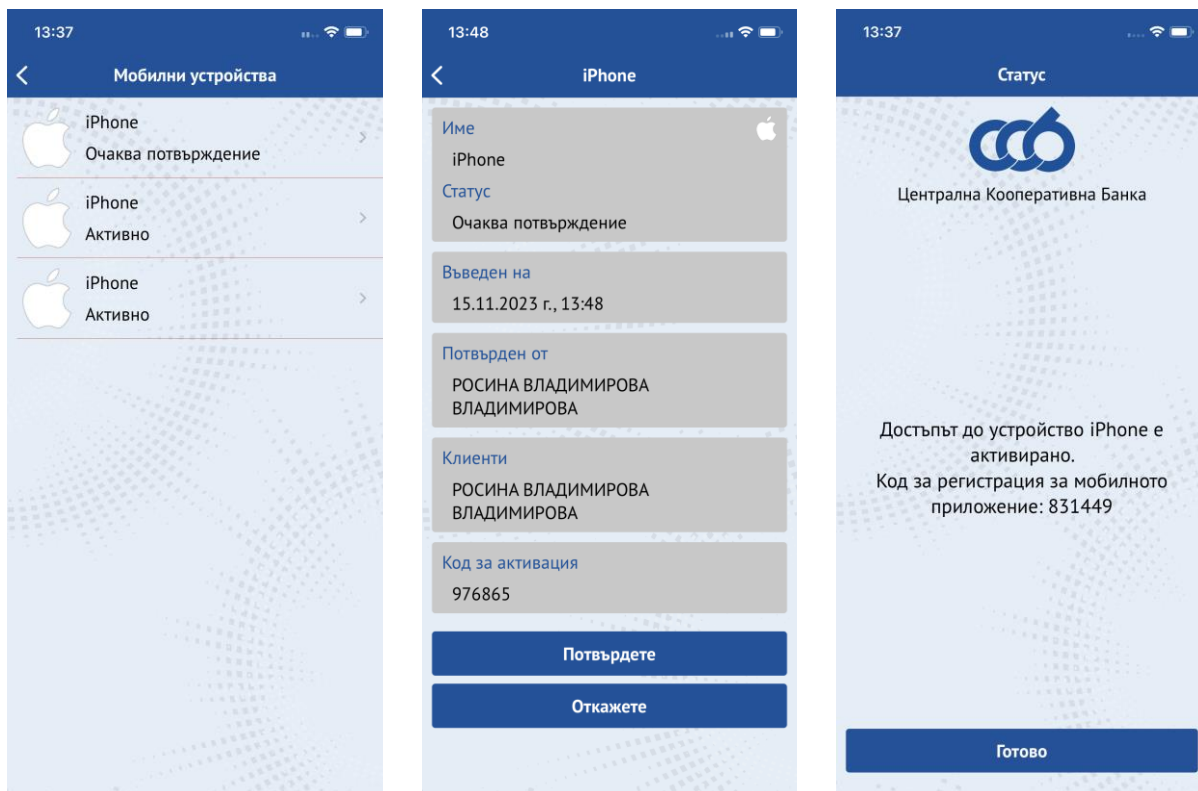 13:37
Мобилни устройства
iPhone
Очаква потвърждение
iPhone
Активно
iPhone
Активно
13:48
iPhone
Име
iPhone
Статус
Очаква потвърждение
Въведен на
15.11.2023 г., 13:48
Потвърден от
РОСИНА ВЛАДИМИРОВА
ВЛАДИМИРОВА
Клиенти
РОСИНА ВЛАДИМИРОВА
ВЛАДИМИРОВА
Код за активация
976865
Потвърдете
Откажете
13:37
Статус
ccб
Централна Кооперативна Банка
Достъпът до устройство iPhone е
активирано.
Код за регистрация за мобилното
приложение: 831449
Готово